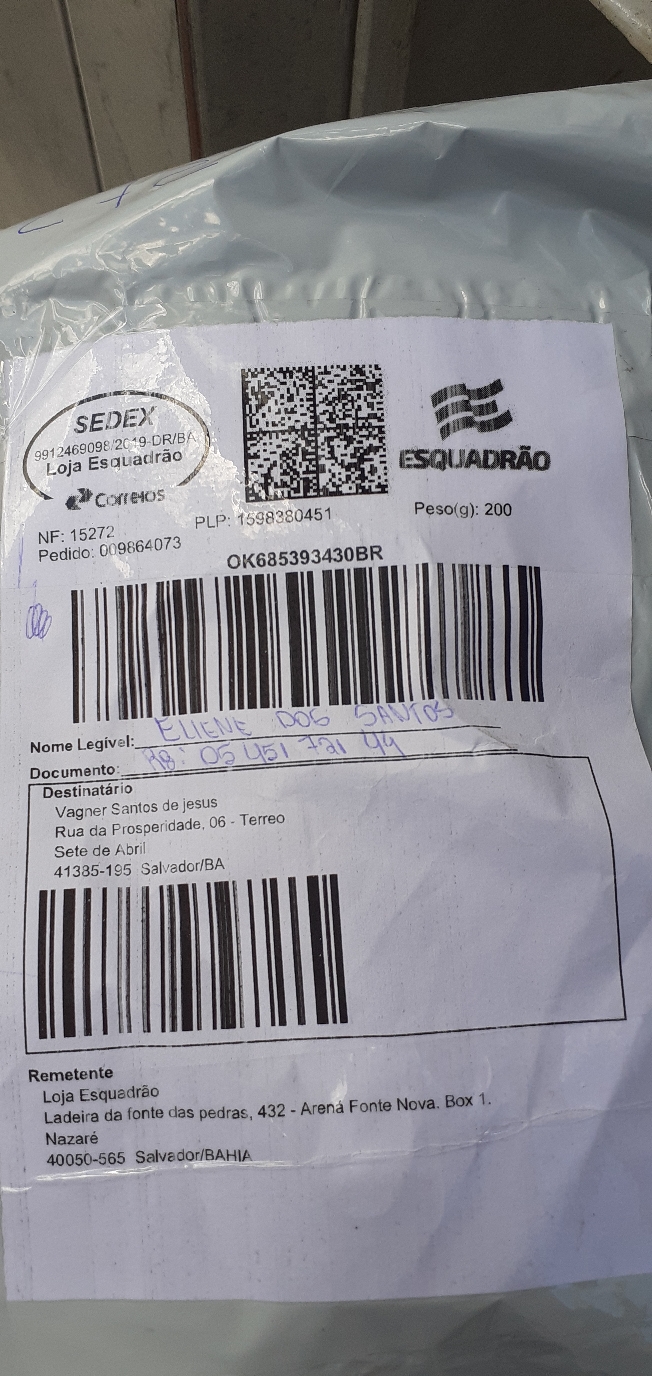 SEDEX
9912469098/2019-DR/BA
Loja Esquadrão
Correios
ESQUADRÃO
NF: 15272
PLP: 1598380451
Peso(g): 200
Pedido: 009864073
OK685393430BR
Nome Legível: ELIENE DOS SANTOS
Documento: RG: 05 451 721 44
Destinatário
Vagner Santos de jesus
Rua da Prosperidade, 06 - Terreo
Sete de Abril
41385-195 Salvador/BA
Remetente
Loja Esquadrão
Ladeira da fonte das pedras, 432 - Arena Fonte Nova. Box 1.
Nazaré
40050-565 Salvador/BAHIA